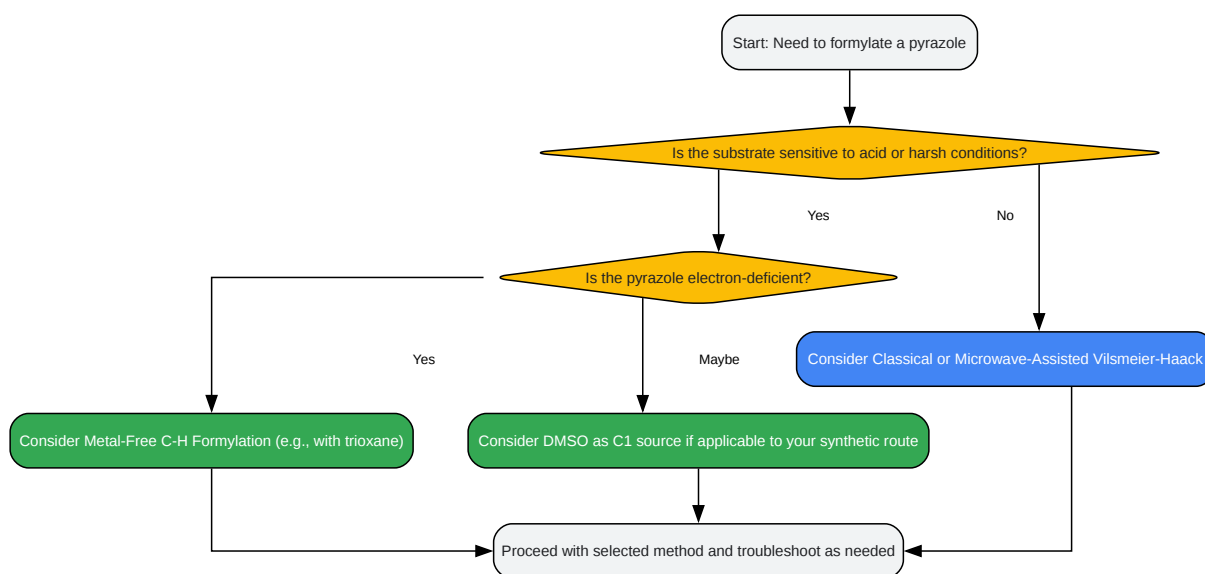 Start: Need to formylate a pyrazole
Is the substrate sensitive to acid or harsh conditions?
Yes
No
Is the pyrazole electron-deficient?
Yes
Maybe
Consider Classical or Microwave-Assisted Vilsmeier-Haack
Consider Metal-Free C-H Formylation (e.g., with trioxane)
Consider DMSO as C1 source if applicable to your synthetic route
Proceed with selected method and troubleshoot as needed